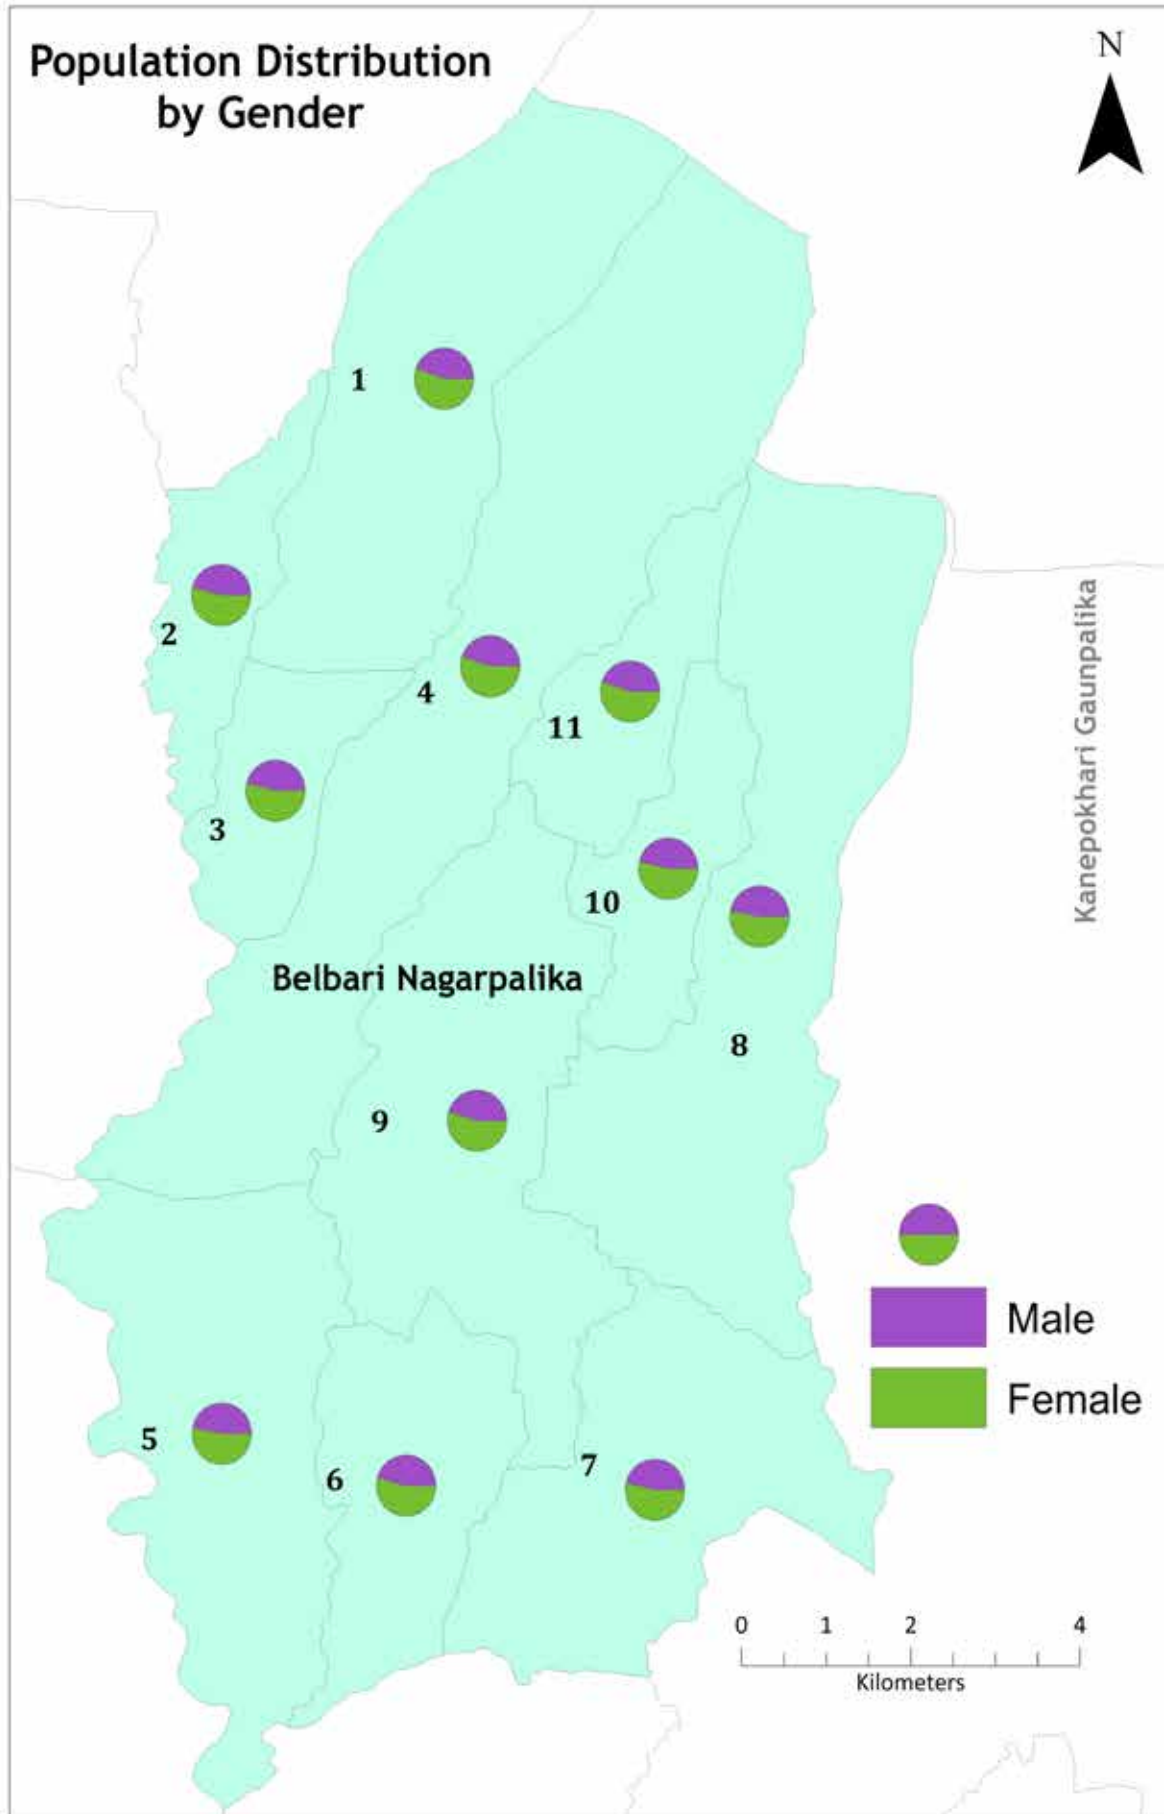 Population Distribution
by Gender
N
1
2
4
11
3
10
Belbari Nagarpalika
8
9
Kanepokhari Gaunpalika
Male
Female
5
6
7
0 1 2 4
Kilometers